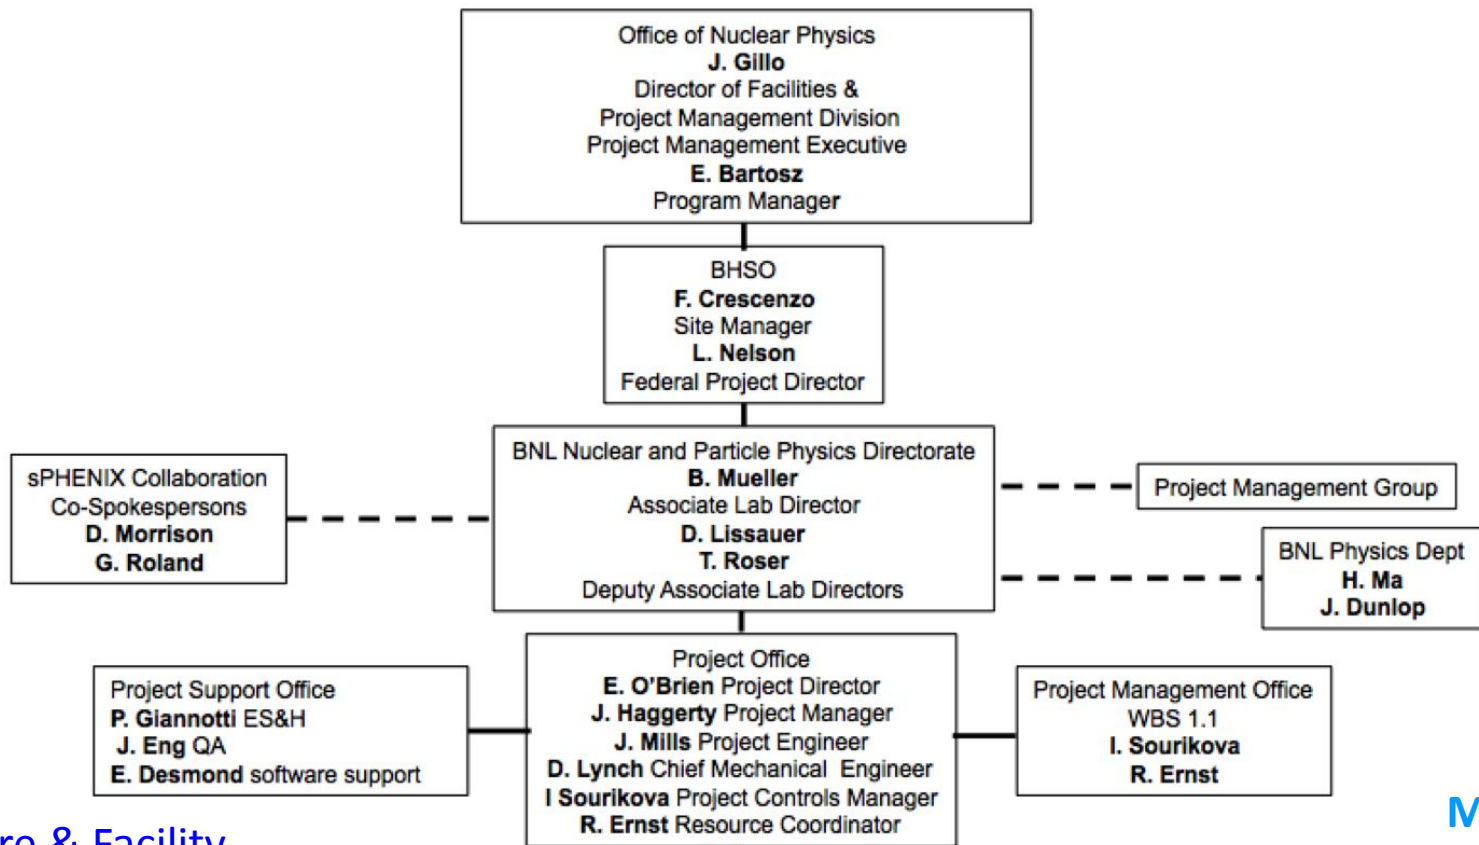 Office of Nuclear Physics
J. Gillo
Director of Facilities &
Project Management Division
Project Management Executive
E. Bartosz
Program Manager
BHSO
F. Crescenzo
Site Manager
L. Nelson
Federal Project Director
sPHENIX Collaboration
Co-Spokespersons
D. Morrison
G. Roland
BNL Nuclear and Particle Physics Directorate
B. Mueller
Associate Lab Director
D. Lissauer
T. Roser
Deputy Associate Lab Directors
Project Management Group
BNL Physics Dept
H. Ma
J. Dunlop
Project Support Office
P. Giannotti ES&H
J. Eng QA
E. Desmond software support
Project Office
E. O'Brien Project Director
J. Haggerty Project Manager
J. Mills Project Engineer
D. Lynch Chief Mechanical Engineer
I Sourikova Project Controls Manager
R. Ernst Resource Coordinator
Project Management Office
WBS 1.1
I. Sourikova
R. Ernst
& Facility